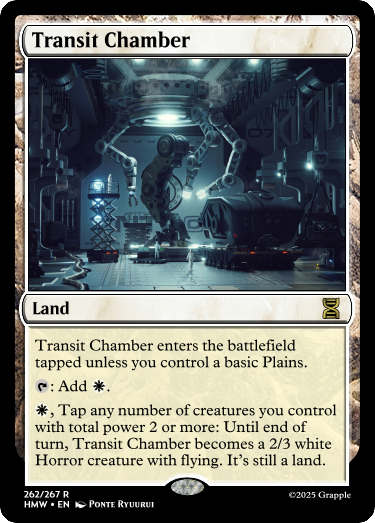 Transit Chamber
Land
Transit Chamber enters the battlefield
tapped unless you control a basic Plains.
: Add .
, Tap any number of creatures you control
with total power 2 or more: Until end of
turn, Transit Chamber becomes a 2/3 white
Horror creature with flying. It's still a land.
262/267 R
HMW • EN Ponte Ryuurui
©2025 Grapple